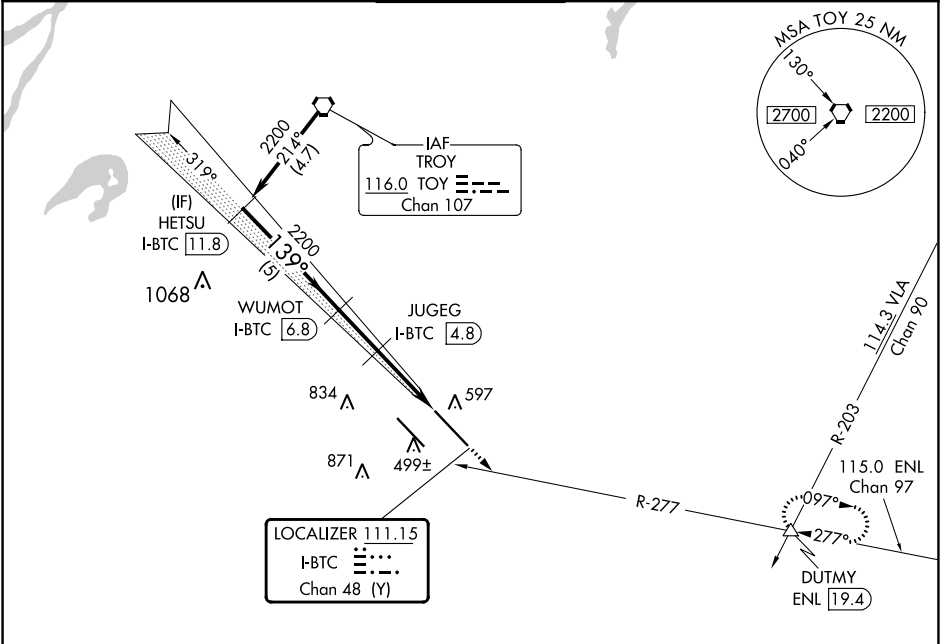 MSA TOY 25 NM
130°
2700
2200
040°
2200
214°
(4.7)
IAF
TROY
116.0 TOY
Chan 107
319°
(IF)
HETSU
I-BTC 11.8
2200
139°
(5)
1068
WUMOT
I-BTC 6.8
JUGEG
I-BTC 4.8
114.3 VLA
Chan 90
834
597
R-203
871
499±
115.0 ENL
Chan 97
R-277
097°
277°
LOCALIZER 111.15
I-BTC
Chan 48 (Y)
DUTMY
ENL 19.4